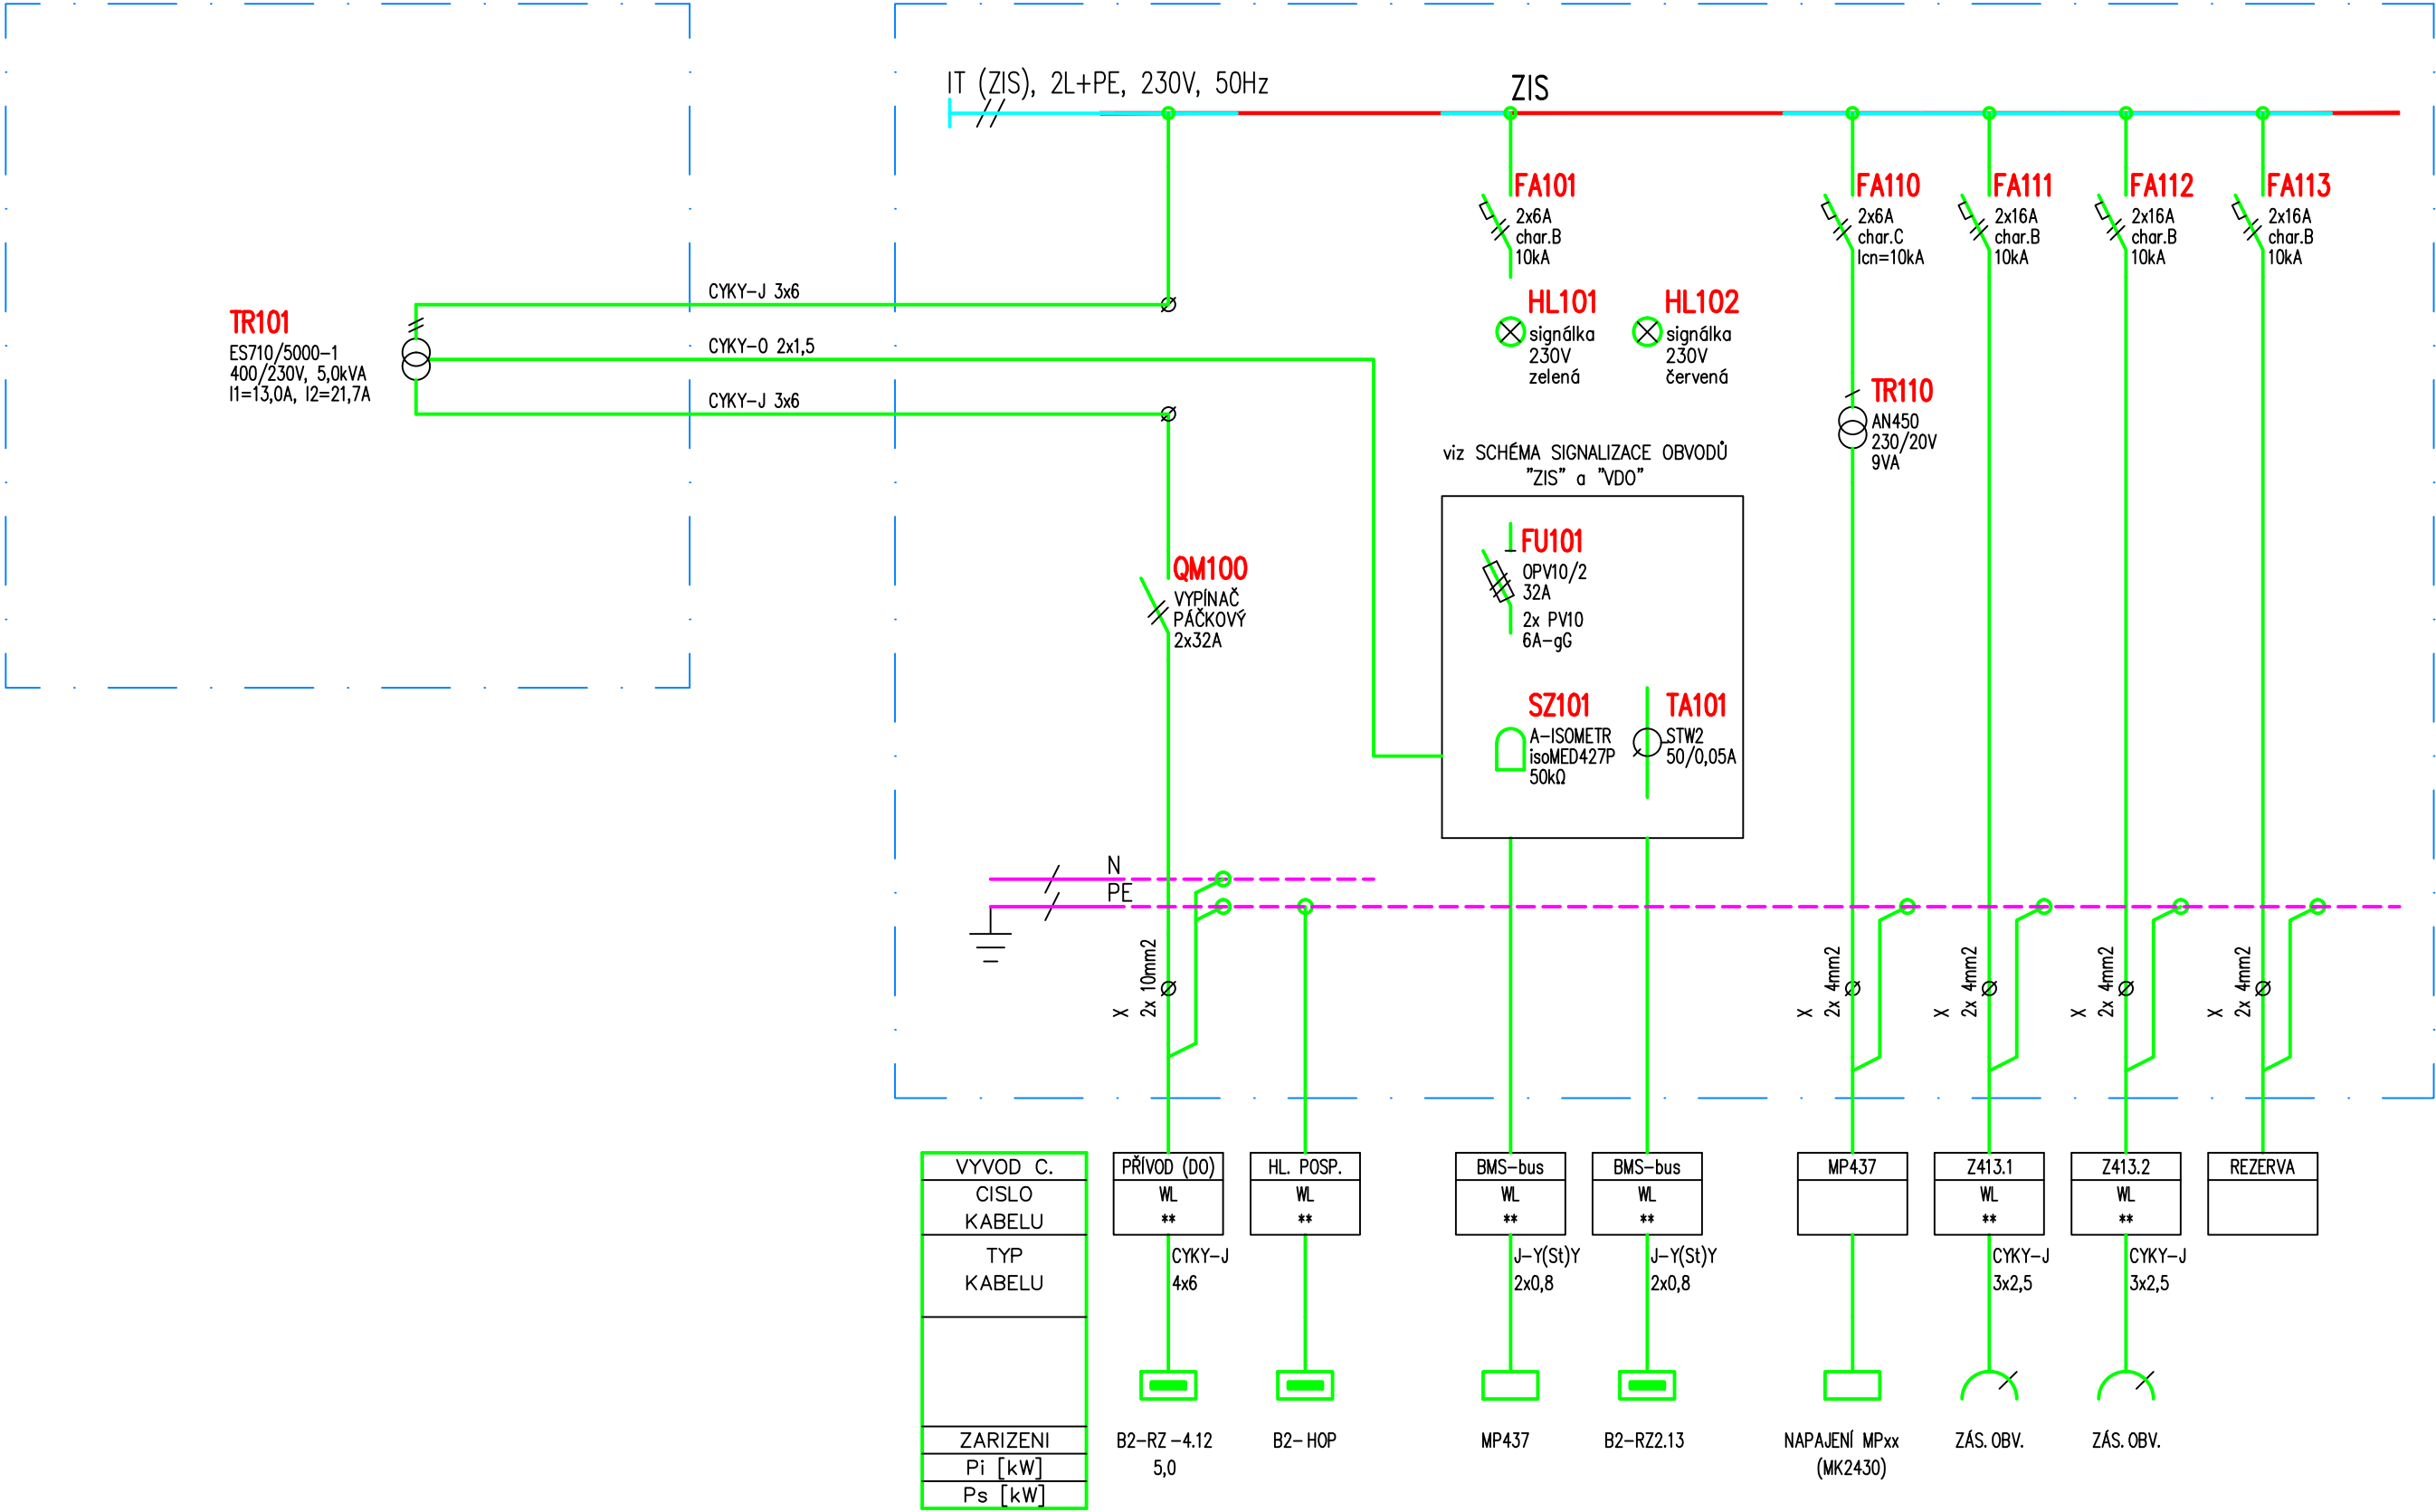 IT (ZIS), 2L+PE, 230V, 50Hz
ZIS
FA101
2x6A
char.B
10kA
FA110
2x6A
char.C
Icn=10kA
FA111
2x16A
char.B
10kA
FA112
2x16A
char.B
10kA
FA113
2x16A
char.B
10kA
TR101
ES710/5000-1
400/230V, 5,0kVA
I1=13,0A, I2=21,7A
CYKY-J 3x6
CYKY-O 2x1,5
CYKY-J 3x6
HL101
signálka
230V
zelená
HL102
signálka
230V
červená
TR110
AN450
230/20V
9VA
viz SCHÉMA SIGNALIZACE OBVODŮ
"ZIS" a "VDO"
QM100
VYPÍNAČ
PÁČKOVÝ
2x32A
FU101
OPV10/2
32A
2x PV10
6A-gG
SZ101
A-ISOMETR
isoMED427P
50kΩ
TA101
STW2
50/0,05A
N
PE
X
2x 10mm2
X
2x 4mm2
X
2x 4mm2
X
2x 4mm2
X
2x 4mm2
VYVOD C.
CISLO
KABELU
TYP
KABELU
ZARIZENI
Pi [kW]
Ps [kW]
PŘÍVOD (DO)
WL
**
CYKY-J
4x6
B2-RZ-4.12
5,0
HL. POSP.
WL
**
B2-HOP
BMS-bus
WL
**
J-Y(St)Y
2x0,8
MP437
BMS-bus
WL
**
J-Y(St)Y
2x0,8
B2-RZ2.13
MP437
NAPAJENÍ MPxx
(MK2430)
Z413.1
WL
**
CYKY-J
3x2,5
ZÁS. OBV.
Z413.2
WL
**
CYKY-J
3x2,5
ZÁS. OBV.
REZERVA